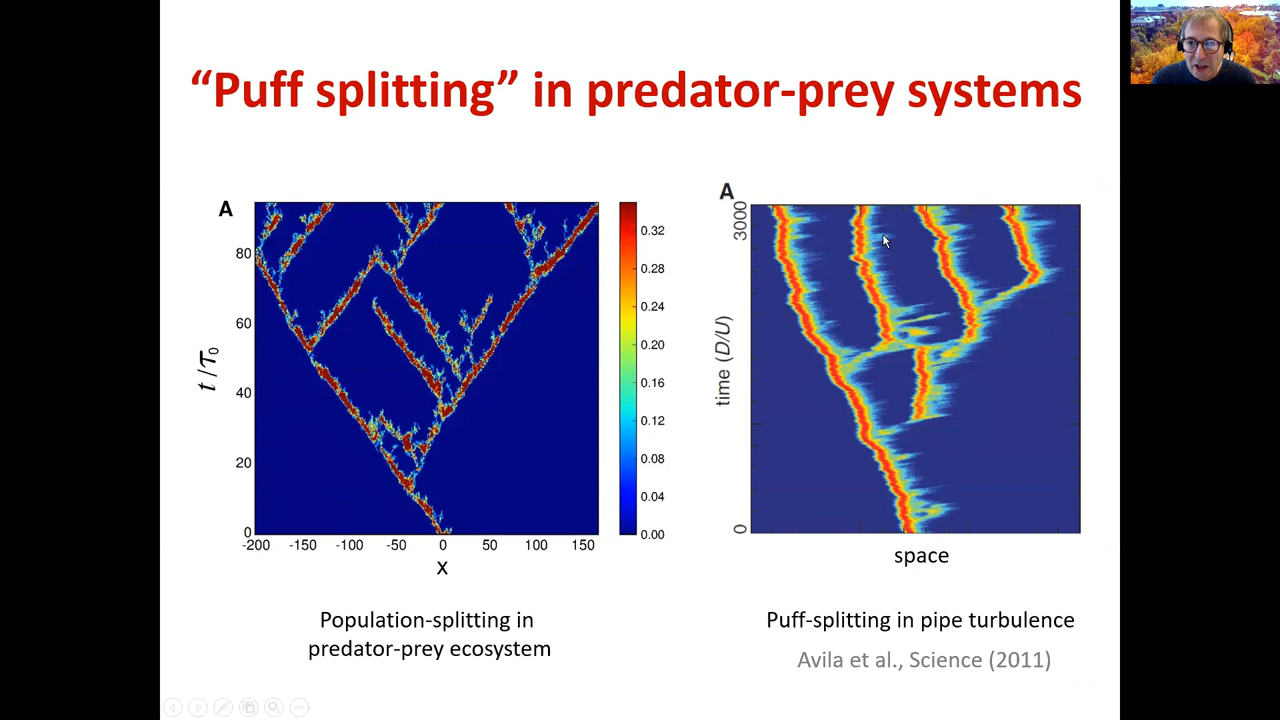 “Puff splitting” in predator-prey systems
A
80
60
40
20
0
t /τ₀
-200 -150 -100 -50 0 50 100 150
x
0.32
0.28
0.24
0.20
0.16
0.12
0.08
0.04
0.00
Population-splitting in
predator-prey ecosystem
A
3000
time (D/U)
0
space
Puff-splitting in pipe turbulence
Avila et al., Science (2011)